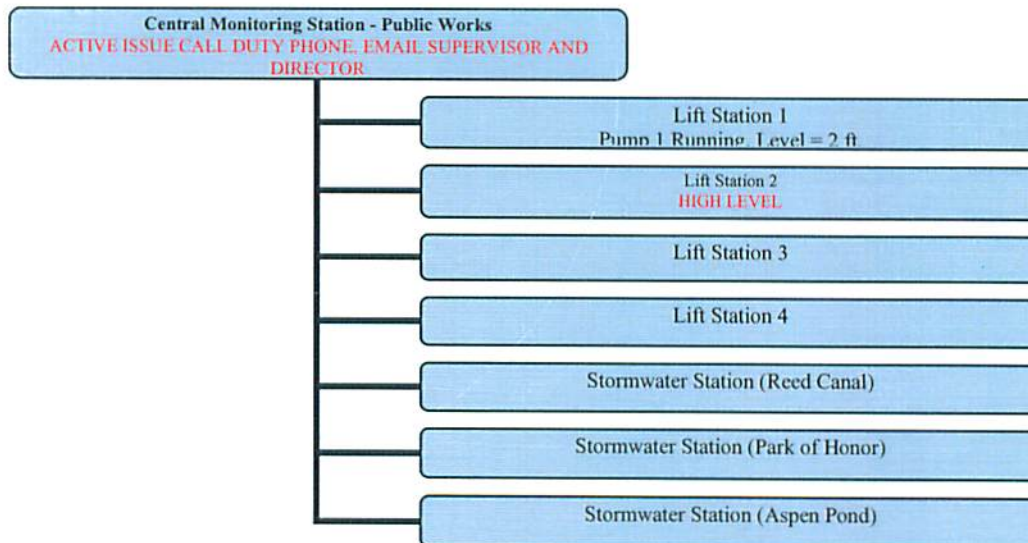 Central Monitoring Station - Public Works
ACTIVE ISSUE CALL DUTY PHONE, EMAIL SUPERVISOR AND
DIRECTOR
Lift Station 1
Pump 1 Running, Level = 2 ft
Lift Station 2
HIGH LEVEL
Lift Station 3
Lift Station 4
Stormwater Station (Reed Canal)
Stormwater Station (Park of Honor)
Stormwater Station (Aspen Pond)